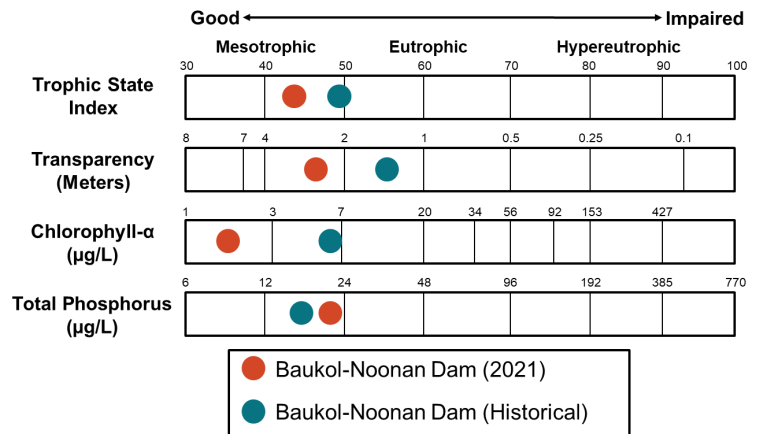 Good Impaired
Mesotrophic Eutrophic Hypereutrophic
30 40 50 60 70 80 90 100
Trophic State
Index
8 7 4 2 1 0.5 0.25 0.1
Transparency
(Meters)
1 3 7 20 34 56 92 153 427
Chlorophyll-α
(µg/L)
6 12 24 48 96 192 385 770
Total Phosphorus
(µg/L)
Baukol-Noonan Dam (2021)
Baukol-Noonan Dam (Historical)